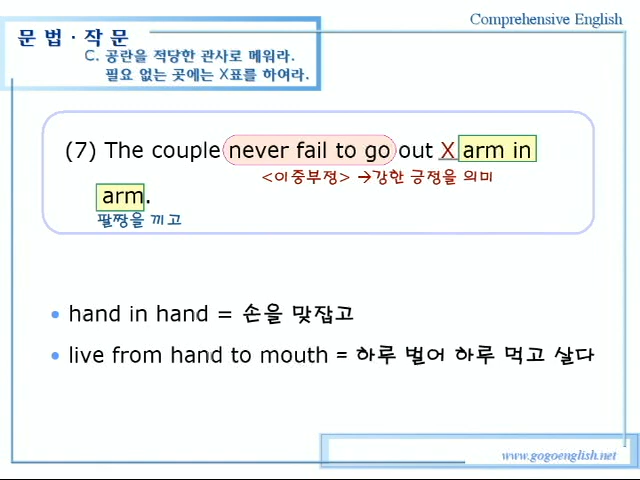 Comprehensive English
문 법 · 작 문
C. 공란을 적당한 관사로 메워라.
필요 없는 곳에는 X표를 하여라.
(7) The couple never fail to go out X arm in
<이중부정> →강한 긍정을 의미
arm.
팔짱을 끼고
• hand in hand = 손을 맞잡고
• live from hand to mouth = 하루 벌어 하루 먹고 살다
www.gogoenglish.net